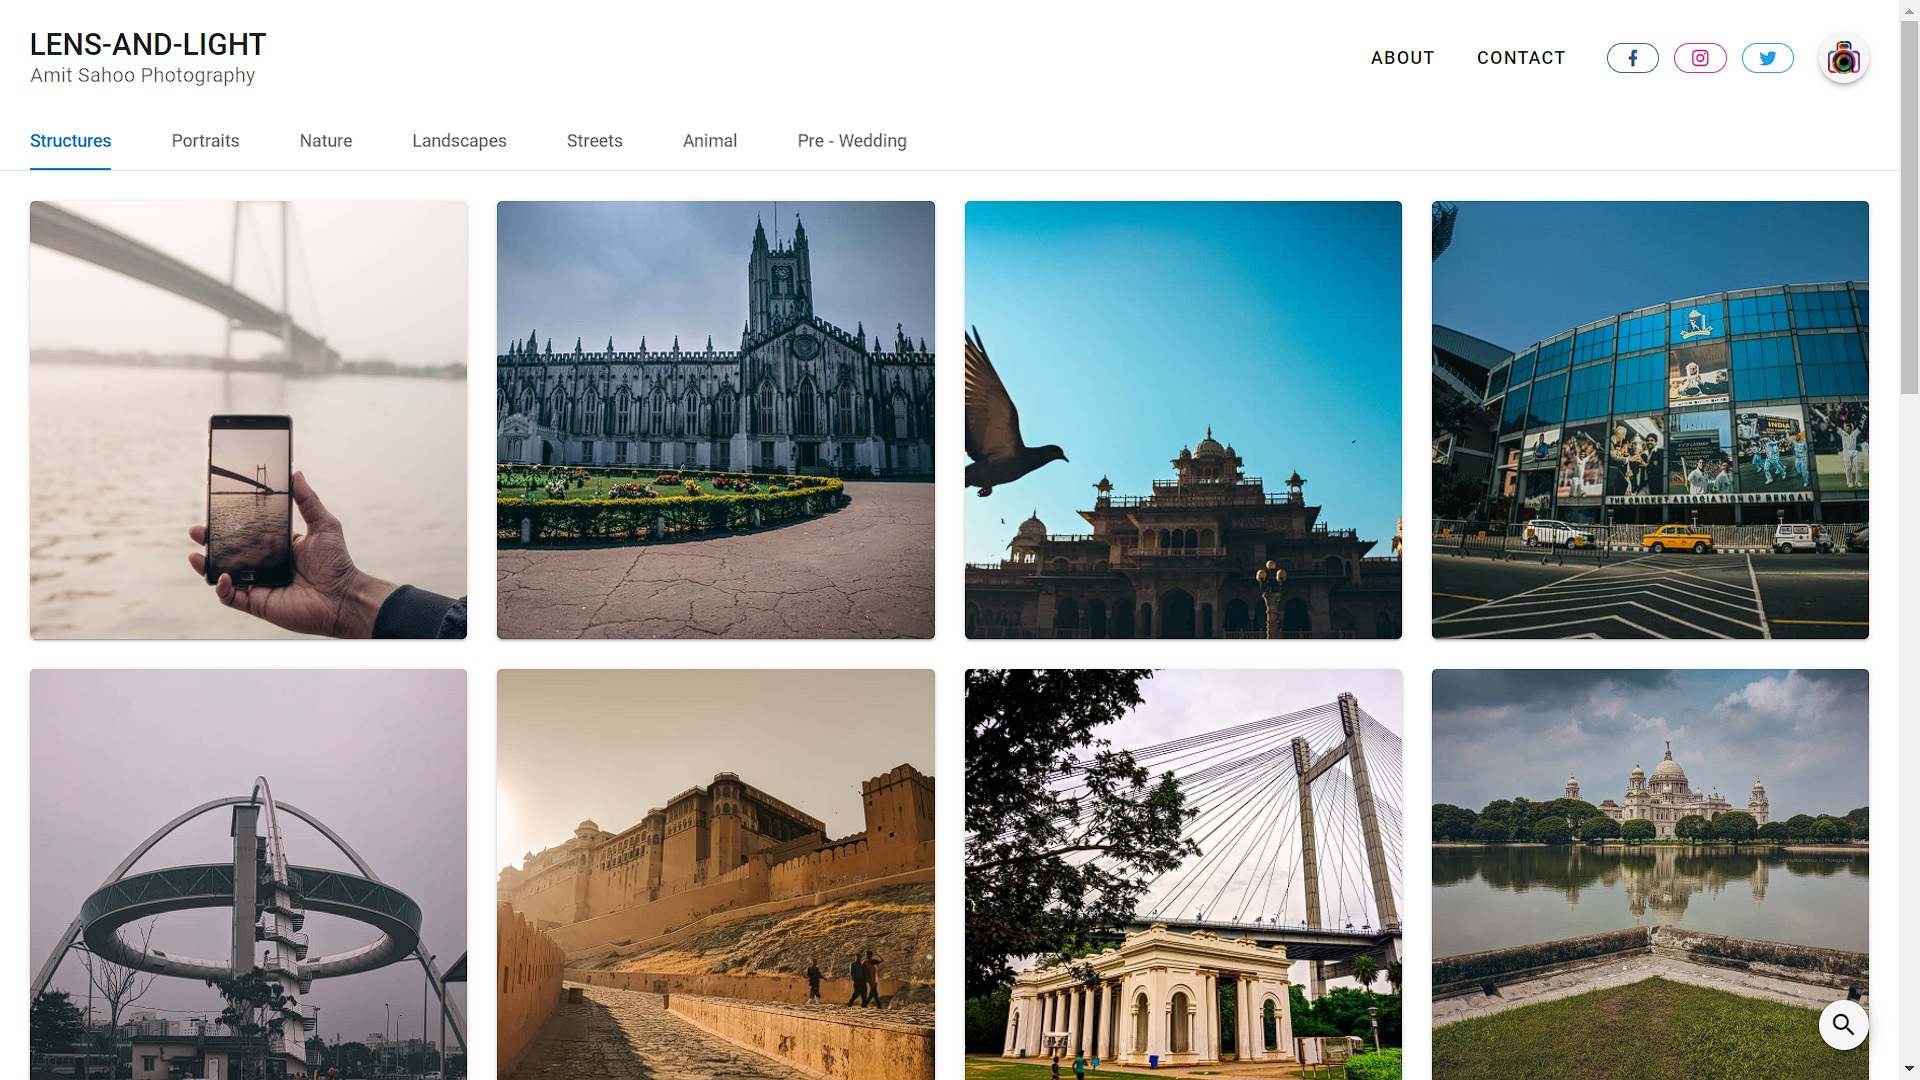 LENS-AND-LIGHT
Amit Sahoo Photography
ABOUT
CONTACT
Structures
Portraits
Nature
Landscapes
Streets
Animal
Pre - Wedding
INDIA
THE CRICKET ASSOCIATION OF BENGAL